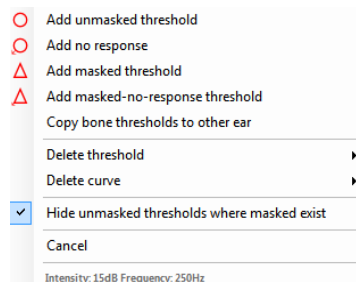 Add unmasked threshold
Add no response
Add masked threshold
Add masked-no-response threshold
Copy bone thresholds to other ear
Delete threshold
Delete curve
Hide unmasked thresholds where masked exist
Cancel
Intensity: 15dB Frequency: 250Hz